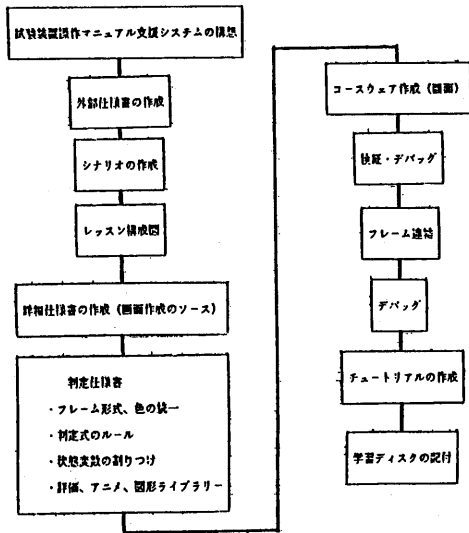 試験装置操作マニュアル支援システムの構想
外部仕様書の作成
シナリオの作成
レッスン構成図
詳細仕様書の作成（画面作成のソース）
判定仕様書
・フレーム形式、色の統一
・判定式のルール
・状態変数の割りつけ
・評価、アニメ、図形ライブラリー
コースウェア作成（画面）
検証・デバッグ
フレーム連結
デバッグ
チュートリアルの作成
学習ディスクの配付